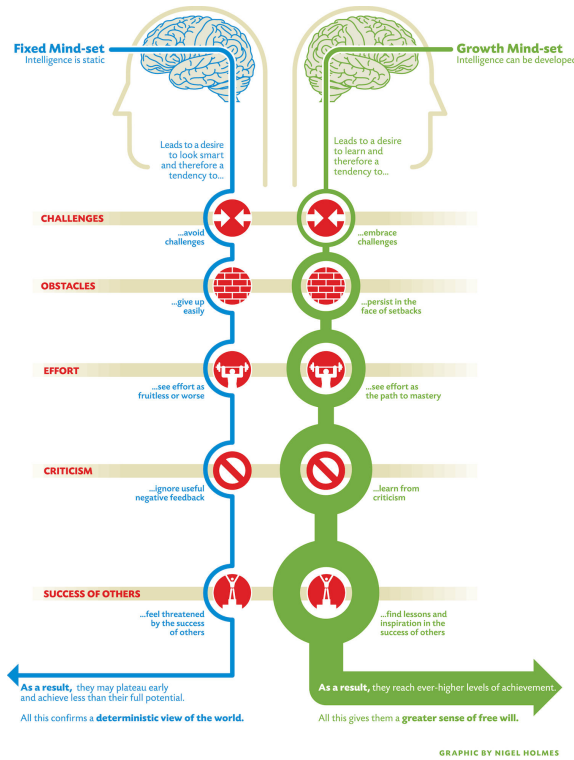 Fixed Mind-set
Intelligence is static
Growth Mind-set
Intelligence can be developed
Leads to a desire
to look smart
and therefore a
tendency to...
Leads to a desire
to learn and
therefore a
tendency to...
CHALLENGES
...avoid
challenges
...embrace
challenges
OBSTACLES
...give up
easily
...persist in the
face of setbacks
EFFORT
...see effort as
fruitless or worse
...see effort as
the path to mastery
CRITICISM
...ignore useful
negative feedback
...learn from
criticism
SUCCESS OF OTHERS
...feel threatened
by the success
of others
...find lessons and
inspiration in the
success of others
As a result, they may plateau early
and achieve less than their full potential.
All this confirms a deterministic view of the world.
As a result, they reach ever-higher levels of achievement.
All this gives them a greater sense of free will.
GRAPHIC BY NIGEL HOLMES